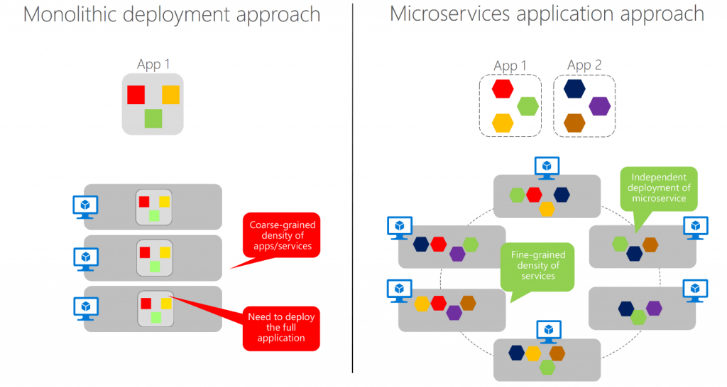 Monolithic deployment approach
App 1
Coarse-grained
density of
apps/services
Need to deploy
the full
application
Microservices application approach
App 1
App 2
Independent
deployment of
microservice
Fine-grained
density of
services